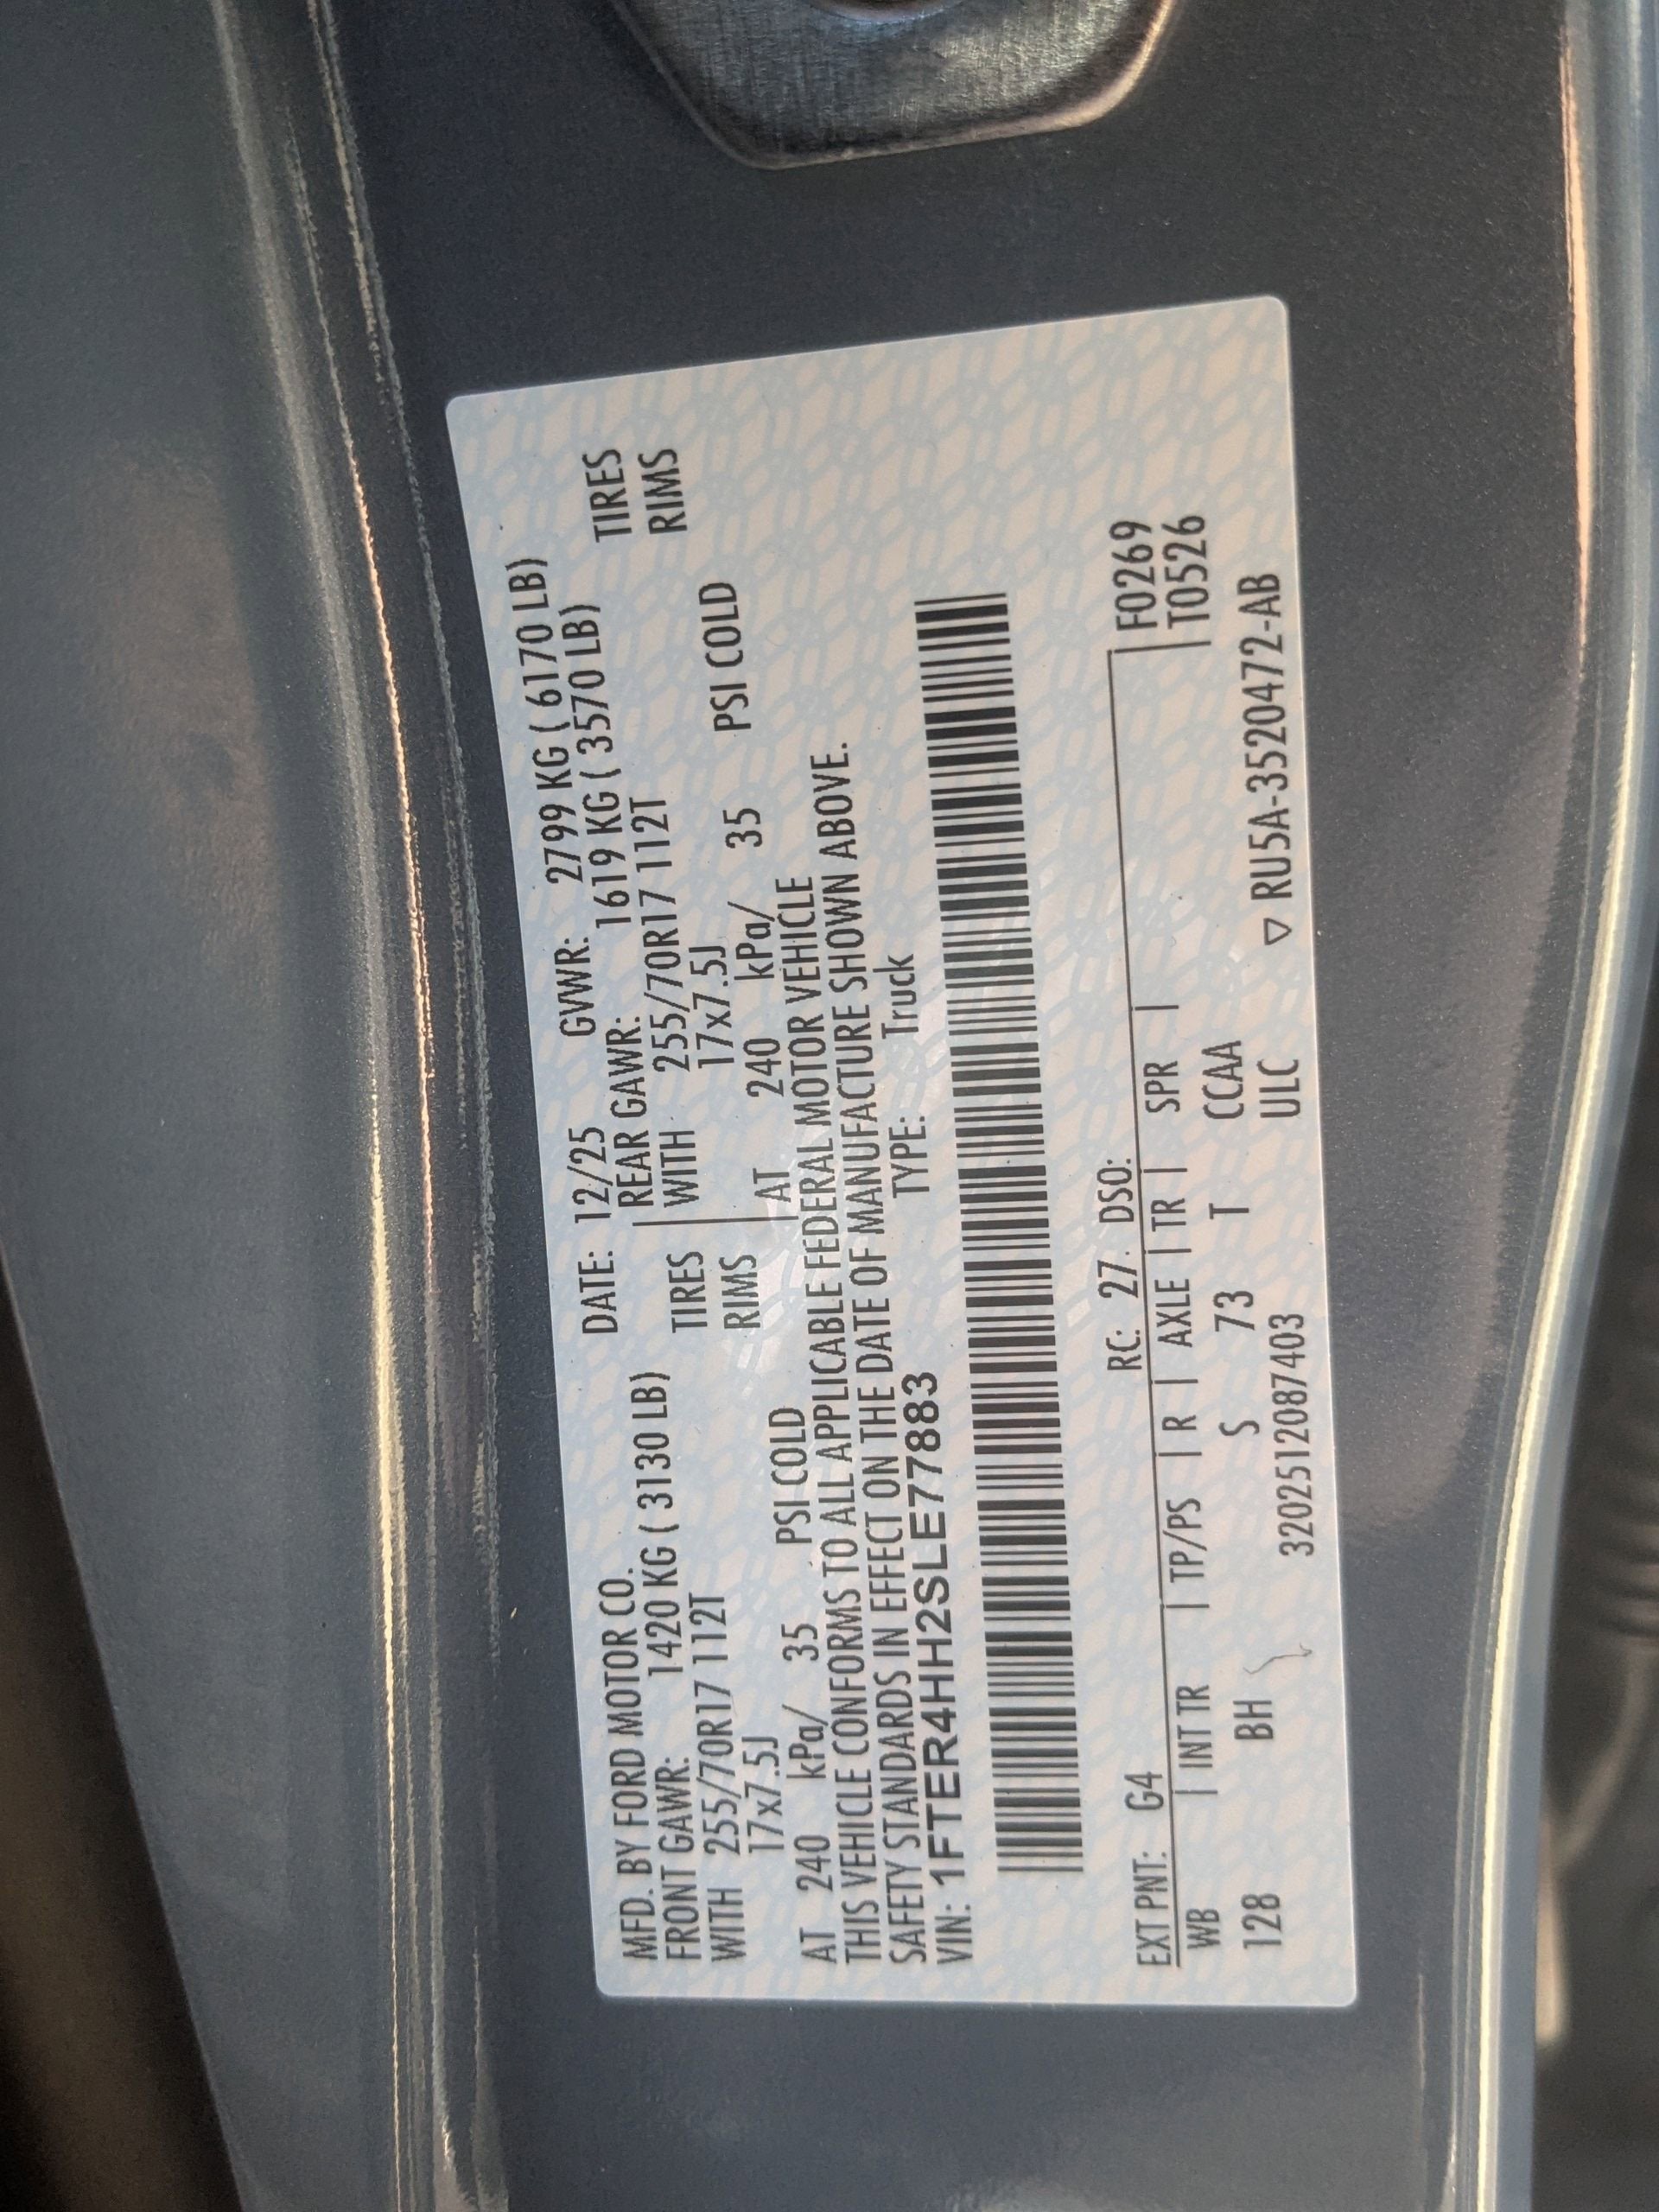 MFD. BY FORD MOTOR CO. DATE: 12/25 GVWR: 2799 KG ( 6170 LB)
FRONT GAWR: 1420 KG ( 3130 LB) REAR GAWR: 1619 KG ( 3570 LB)
WITH 255/70R17 112T TIRES WITH 255/70R17 112T TIRES
17x7.5J RIMS 17x7.5J RIMS
AT 240 kPa/ 35 PSI COLD AT 240 kPa/ 35 PSI COLD
THIS VEHICLE CONFORMS TO ALL APPLICABLE FEDERAL MOTOR VEHICLE
SAFETY STANDARDS IN EFFECT ON THE DATE OF MANUFACTURE SHOWN ABOVE.
VIN: 1FTER4HH2SLE77883 TYPE: Truck
EXT PNT: G4 RC: 27 DSO: F0269
WB | INT TR | TP/PS | R | AXLE | TR | SPR | T0526
128 BH S 73 T CCAA
3202512087403 ULC ▽ RU5A-3520472-AB